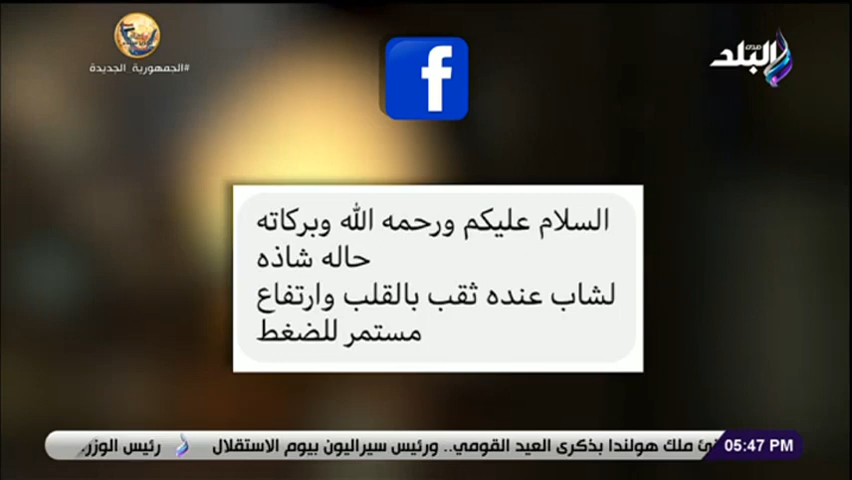 #الجمهورية_الجديدة
صدى
البلد
f
السلام عليكم ورحمه الله وبركاته
حاله شاذه
لشاب عنده ثقب بالقلب وارتفاع
مستمر للضغط
05:47 PM
ملك هولندا بذكرى العيد القومي.. ورئيس سيراليون بيوم الاستقلال
رئيس